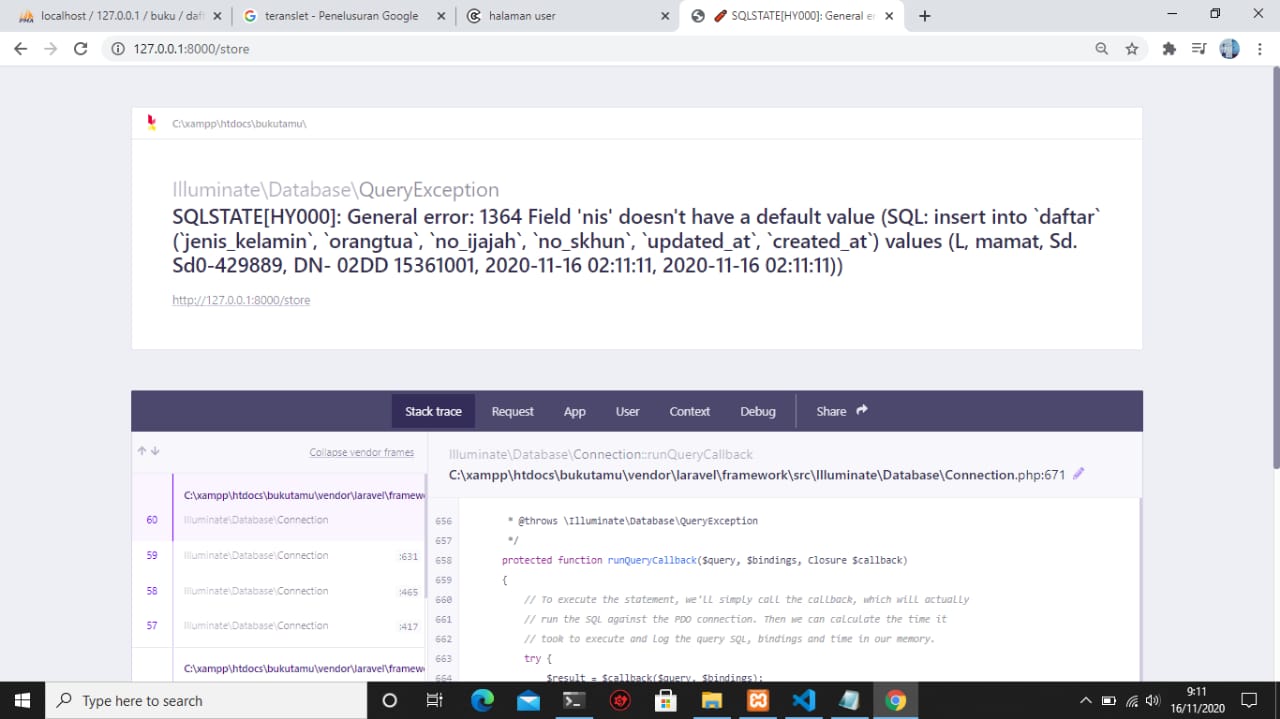 localhost / 127.0.0.1 / buku / daft
teranslet - Penelusuran Google
halaman user
SQLSTATE[HY000]: General er
127.0.0.1:8000/store
C:\xampp\htdocs\bukutamu\
Illuminate\Database\QueryException
SQLSTATE[HY000]: General error: 1364 Field 'nis' doesn't have a default value (SQL: insert into `daftar`
(`jenis_kelamin`, `orangtua`, `no_ijajah`, `no_skhun`, `updated_at`, `created_at`) values (L, mamat, Sd.
Sd0-429889, DN- 02DD 15361001, 2020-11-16 02:11:11, 2020-11-16 02:11:11))
http://127.0.0.1:8000/store
Stack trace Request App User Context Debug Share
Collapse vendor frames
C:\xampp\htdocs\bukutamu\vendor\laravel\framew
60 Illuminate\Database\Connection
59 Illuminate\Database\Connection :631
58 Illuminate\Database\Connection :465
57 Illuminate\Database\Connection :417
C:\xampp\htdocs\bukutamu\vendor\laravel\framew
Illuminate\Database\Connection::runQueryCallback
C:\xampp\htdocs\bukutamu\vendor\laravel\framework\src\Illuminate\Database\Connection.php:671
656 * @throws \Illuminate\Database\QueryException
657 */
658 protected function runQueryCallback($query, $bindings, Closure $callback)
659 {
660 // To execute the statement, we'll simply call the callback, which will actually
661 // run the SQL against the PDO connection. Then we can calculate the time it
662 // took to execute and log the query SQL, bindings and time in our memory.
663 try {
664 $result = $callback($query, $bindings);
Type here to search
9:11
16/11/2020